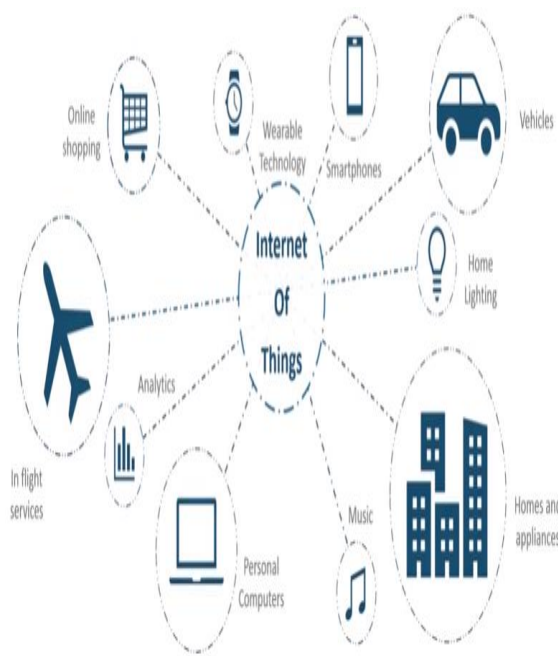 Online
shopping
Wearable
Technology
Smartphones
Vehicles
Internet
Of
Things
Home
Lighting
Analytics
In flight
services
Personal
Computers
Music
Homes and
appliances